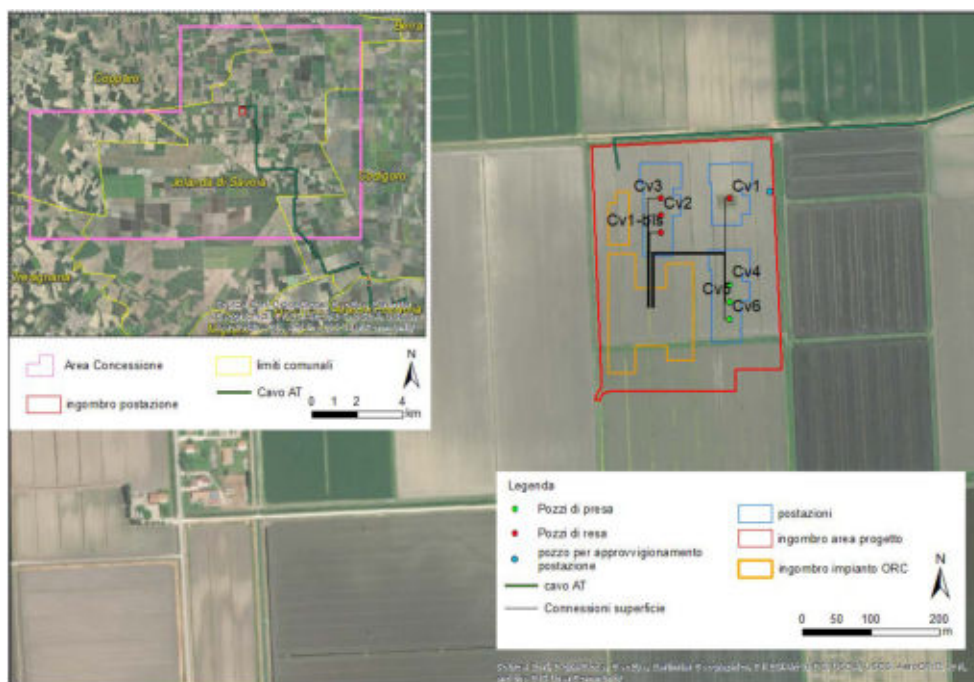 Berra
Copparo
Jolanda di Savoia
Codigoro
Area Concessione
limiti comunali
ingombro postazione
Cavo AT
N
0 1 2 4
km
Cv3
Cv2
Cv1
Cv1-bis
Cv4
Cv5
Cv6
Legenda
Pozzi di presa
Pozzi di resa
pozzo per approvvigionamento
postazione
cavo AT
Connessioni superficie
postazioni
ingombro area progetto
ingombro impianto ORC
N
0 50 100 200
m